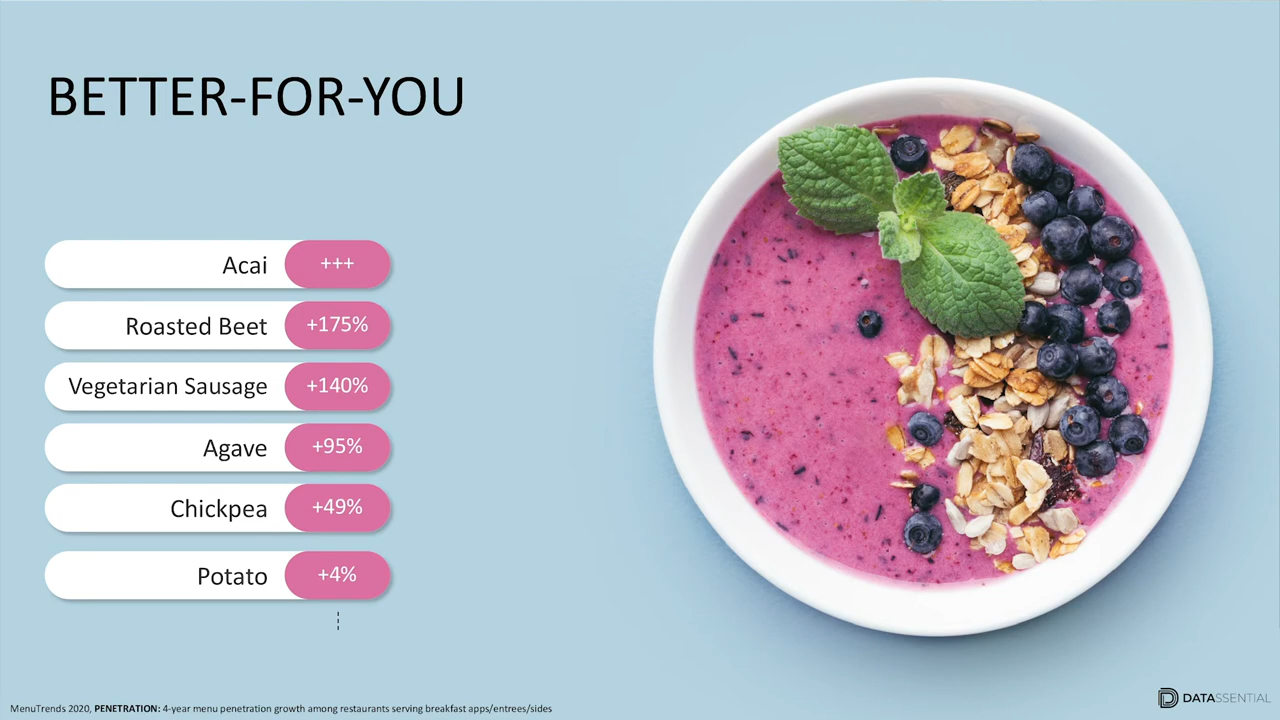 BETTER-FOR-YOU
Acai +++
Roasted Beet +175%
Vegetarian Sausage +140%
Agave +95%
Chickpea +49%
Potato +4%
MenuTrends 2020, PENETRATION: 4-year menu penetration growth among restaurants serving breakfast apps/entrees/sides
DATASSENTIAL